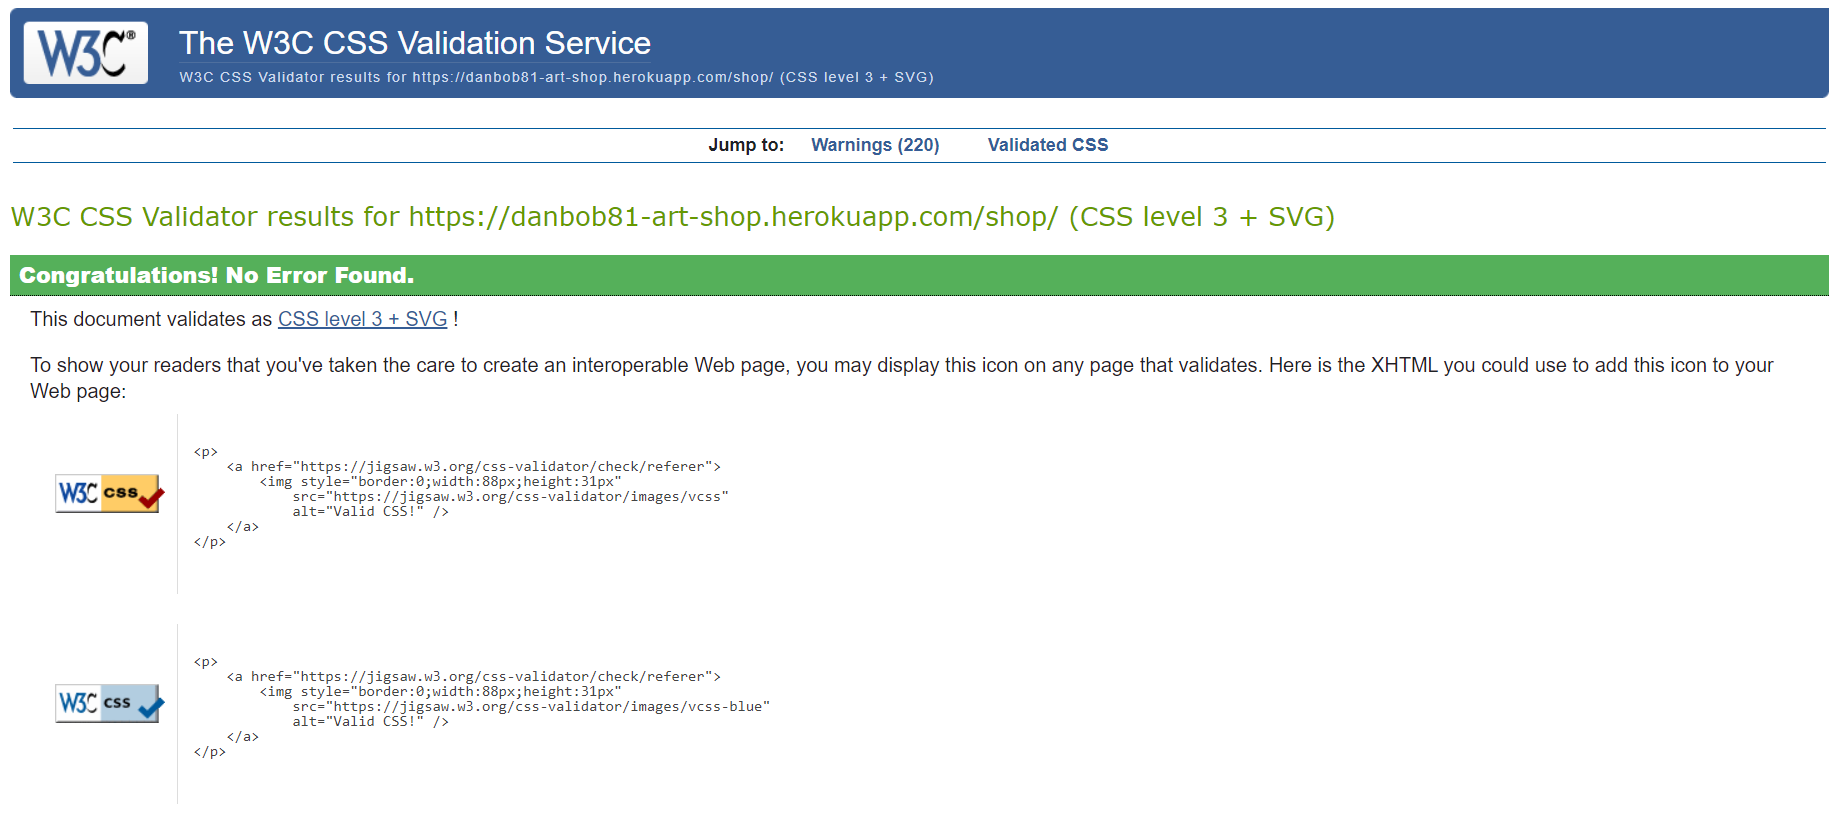 W3C®
The W3C CSS Validation Service
W3C CSS Validator results for https://danbob81-art-shop.herokuapp.com/shop/ (CSS level 3 + SVG)
Jump to: Warnings (220) Validated CSS
W3C CSS Validator results for https://danbob81-art-shop.herokuapp.com/shop/ (CSS level 3 + SVG)
Congratulations! No Error Found.
This document validates as CSS level 3 + SVG !
To show your readers that you've taken the care to create an interoperable Web page, you may display this icon on any page that validates. Here is the XHTML you could use to add this icon to your
Web page:
W3C css
<p>
    <a href="https://jigsaw.w3.org/css-validator/check/referer">
        <img style="border:0;width:88px;height:31px"
            src="https://jigsaw.w3.org/css-validator/images/vcss"
            alt="Valid CSS!" />
    </a>
</p>
W3C css
<p>
    <a href="https://jigsaw.w3.org/css-validator/check/referer">
        <img style="border:0;width:88px;height:31px"
            src="https://jigsaw.w3.org/css-validator/images/vcss-blue"
            alt="Valid CSS!" />
    </a>
</p>